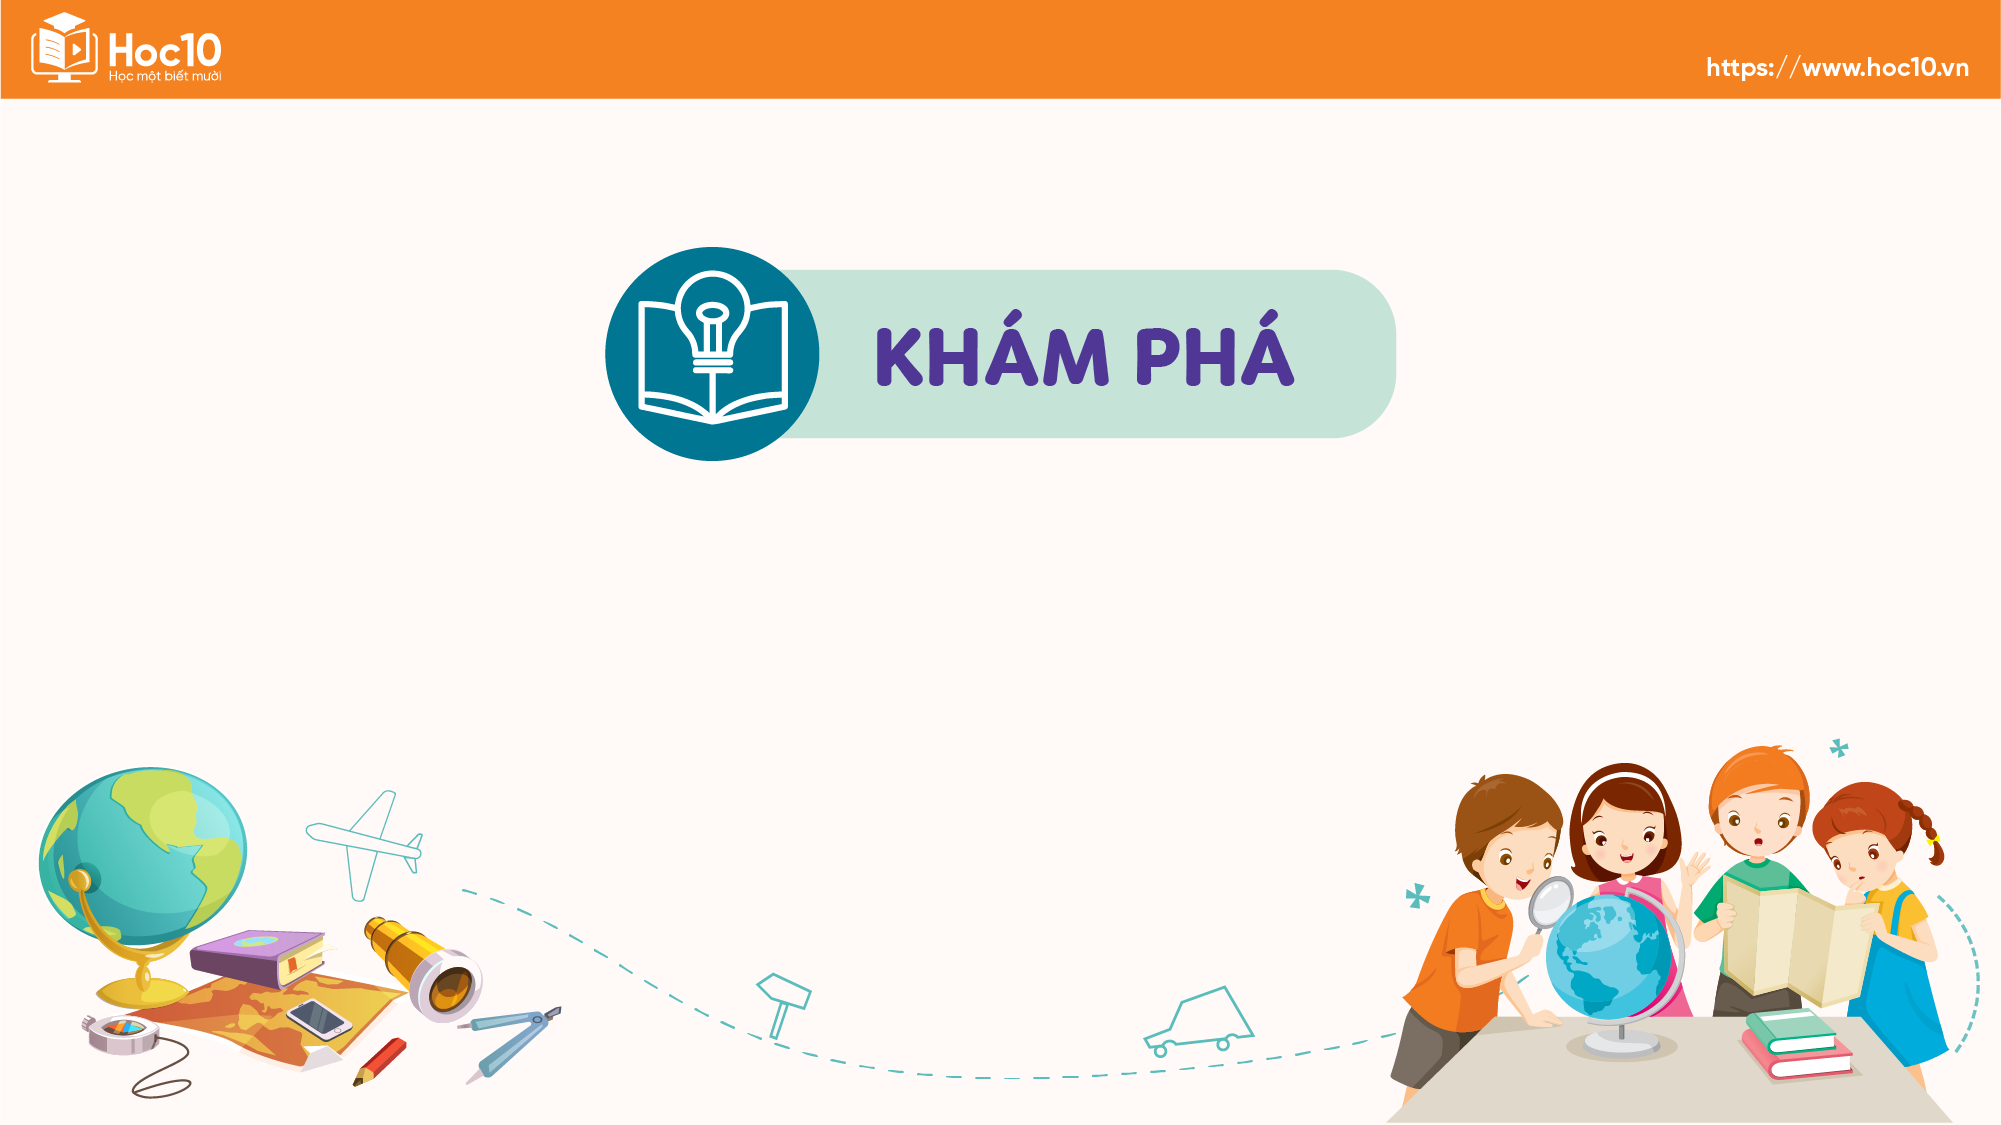 Hoc10
Học một biết mười
https://www.hoc10.vn
KHÁM PHÁ